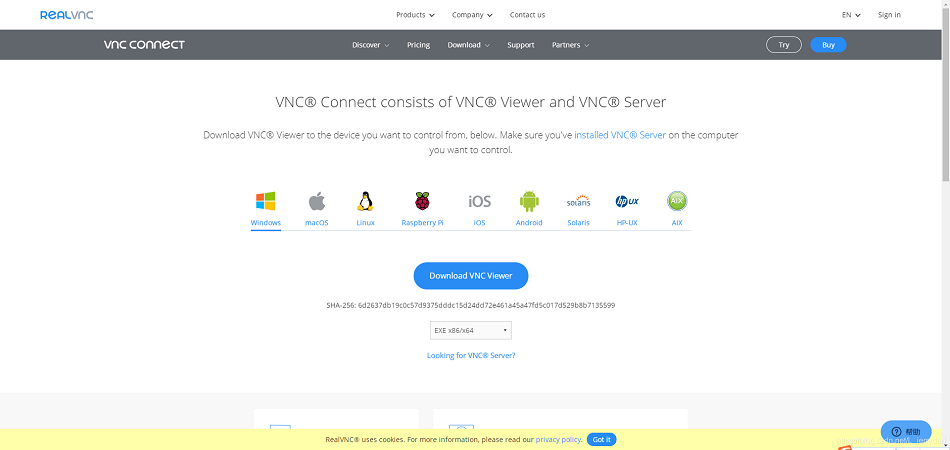 REALVNC Products Company Contact us EN Sign in
VNC CONNECT Discover Pricing Download Support Partners Try Buy
VNC® Connect consists of VNC® Viewer and VNC® Server
Download VNC® Viewer to the device you want to control from, below. Make sure you've installed VNC® Server on the computer
you want to control.
iOS solaris hp UX AIX
Windows macOS Linux Raspberry Pi iOS Android Solaris HP-UX AIX
Download VNC Viewer
SHA-256: 6d2637db19c0c57d9375dddc15d24dd72e461a45a47fd5c017d529b8b7135599
EXE x86/x64
Looking for VNC® Server?
RealVNC® uses cookies. For more information, please read our privacy policy. Got it
帮助